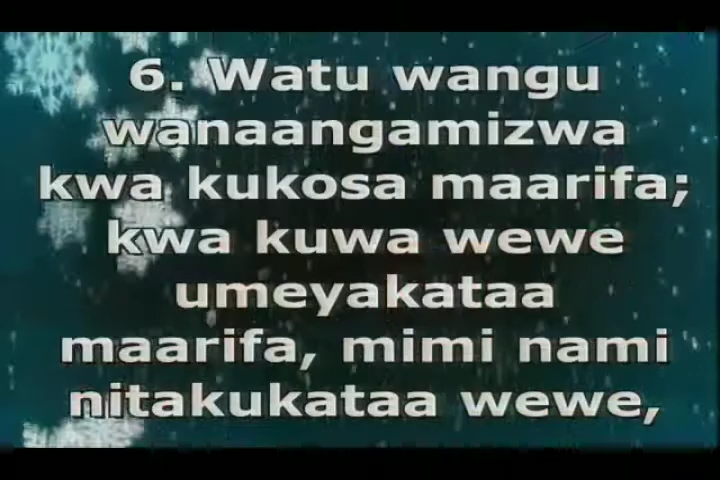 6. Watu wangu
wanaangamizwa
kwa kukosa maarifa;
kwa kuwa wewe
umeyakataa
maarifa, mimi nami
nitakukataa wewe,